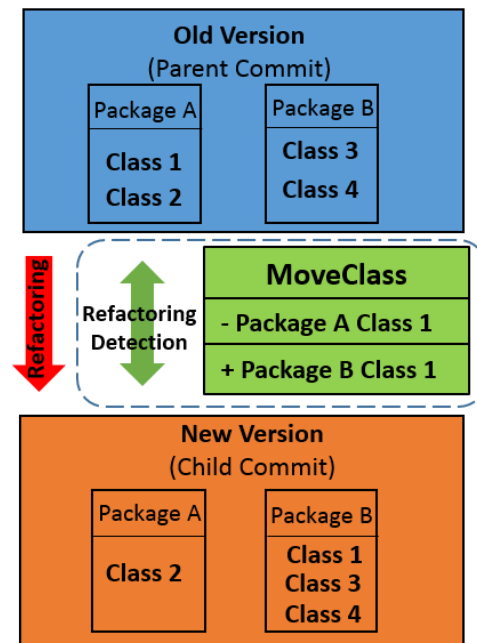 Old Version
(Parent Commit)
Package A
Class 1
Class 2
Package B
Class 3
Class 4
Refactoring
Refactoring
Detection
MoveClass
- Package A Class 1
+ Package B Class 1
New Version
(Child Commit)
Package A
Class 2
Package B
Class 1
Class 3
Class 4